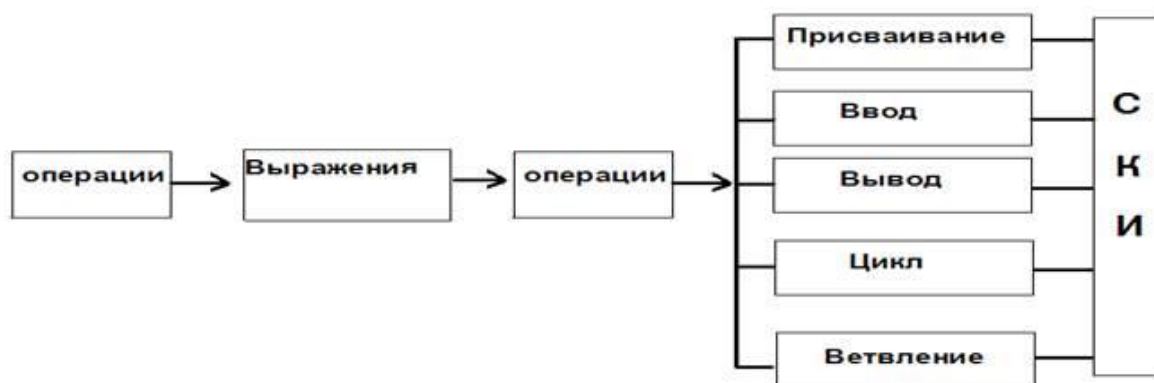 операции
Выражения
операции
Присваивание
Ввод
Вывод
Цикл
Ветвление
С
К
И